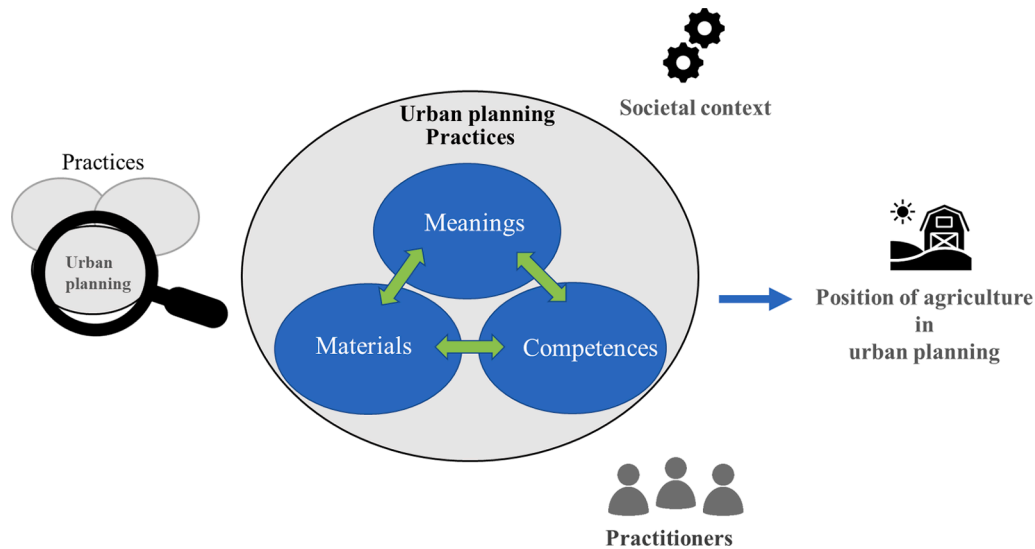 Practices
Urban
planning
Urban planning
Practices
Meanings
Materials
Competences
Societal context
Position of agriculture
in
urban planning
Practitioners